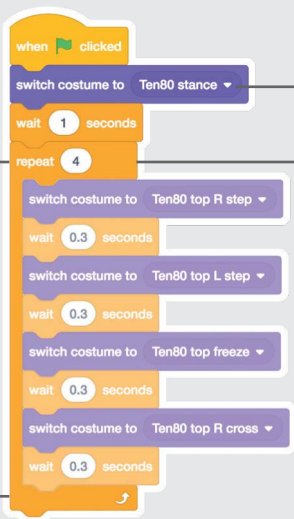 when clicked
switch costume to Ten80 stance
wait 1 seconds
repeat 4
switch costume to Ten80 top R step
wait 0.3 seconds
switch costume to Ten80 top L step
wait 0.3 seconds
switch costume to Ten80 top freeze
wait 0.3 seconds
switch costume to Ten80 top R cross
wait 0.3 seconds